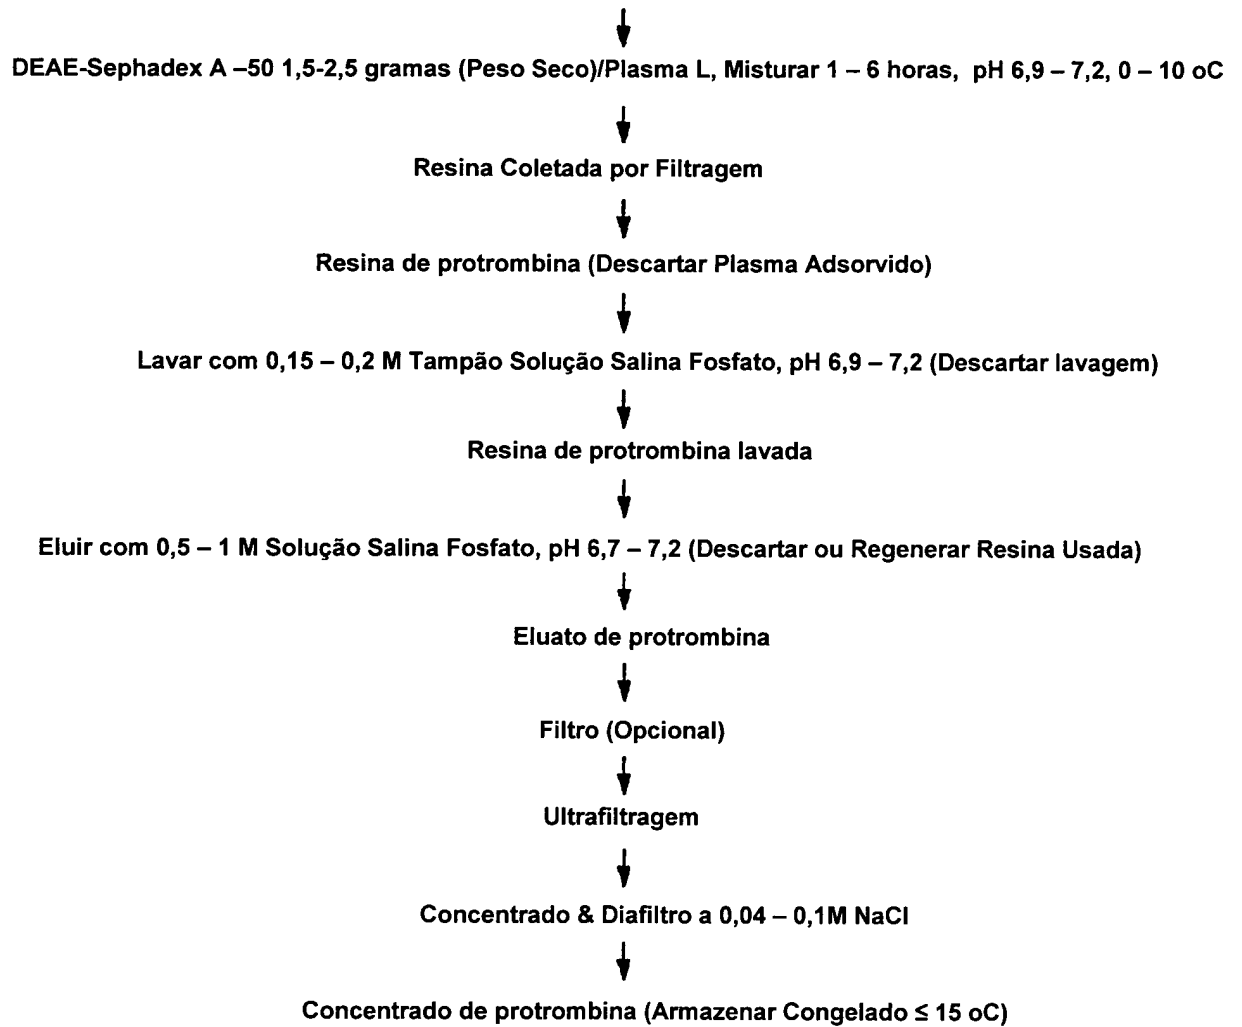 DEAE-Sephadex A –50 1,5-2,5 gramas (Peso Seco)/Plasma L, Misturar 1 – 6 horas, pH 6,9 – 7,2, 0 – 10 oC
Resina Coletada por Filtragem
Resina de protrombina (Descartar Plasma Adsorvido)
Lavar com 0,15 – 0,2 M Tampão Solução Salina Fosfato, pH 6,9 – 7,2 (Descartar lavagem)
Resina de protrombina lavada
Eluir com 0,5 – 1 M Solução Salina Fosfato, pH 6,7 – 7,2 (Descartar ou Regenerar Resina Usada)
Eluato de protrombina
Filtro (Opcional)
Ultrafiltragem
Concentrado & Diafiltro a 0,04 – 0,1M NaCl
Concentrado de protrombina (Armazenar Congelado ≤ 15 oC)